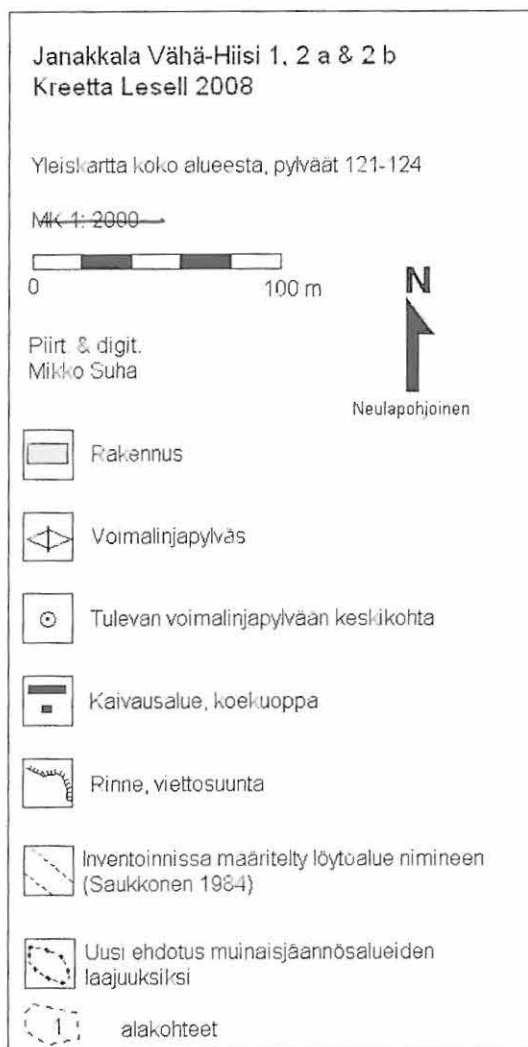 Janakkala Vähä-Hiisi 1, 2 a & 2 b
Kreetta Lesell 2008
Yleiskartta koko alueesta, pylväät 121-124
MK 1: 2000
0 100 m
N
Neulapohjoinen
Piirt. & digit.
Mikko Suha
Rakennus
Voimalinjapylväs
Tulevan voimalinjapylvään keskikohta
Kaivausalue, koekuoppa
Rinne, viettosuunta
Inventoinnissa määritelty löytöalue nimineen
(Saukkonen 1984)
Uusi ehdotus muinaisjäännösalueiden
laajuuksiksi
1 alakohteet